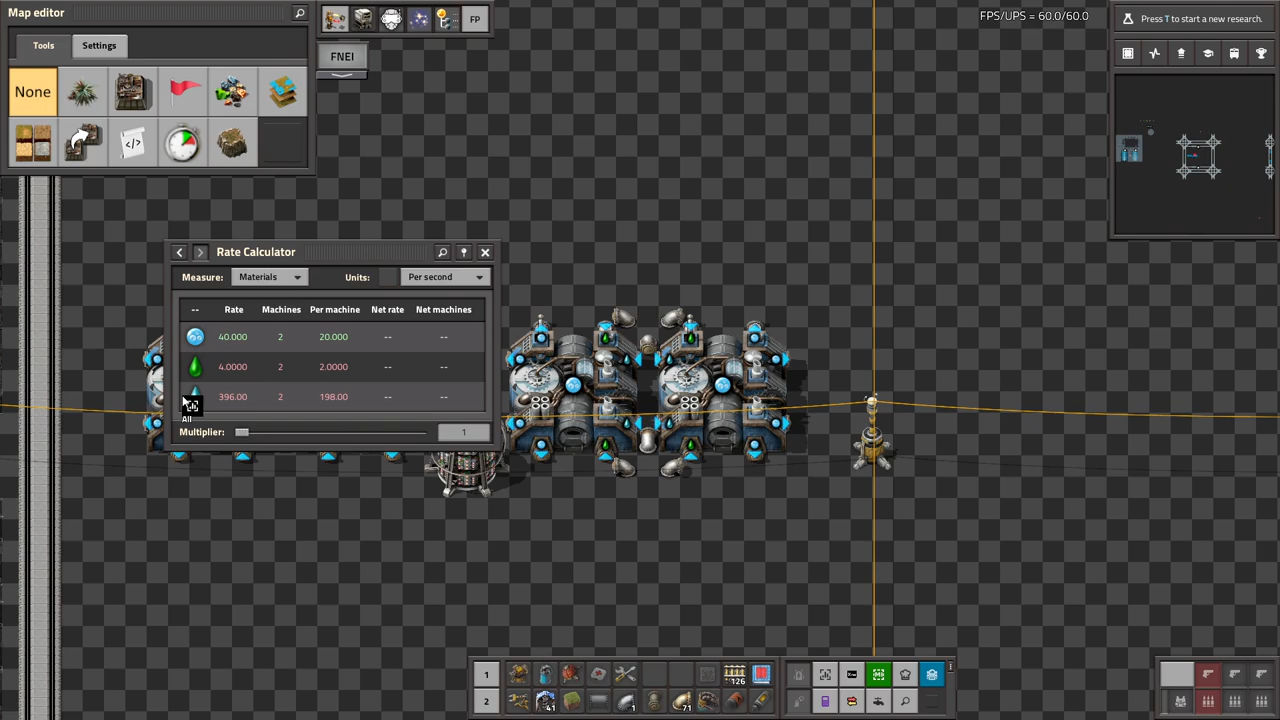 Map editor
Tools
Settings
None
</>
FP
FNEI
FPS/UPS = 60.0/60.0
Press T to start a new research.
Rate Calculator
Measure:
Materials
Units:
Per second
--
Rate
Machines
Per machine
Net rate
Net machines
40.000
2
20.000
--
--
4.0000
2
2.0000
--
--
396.00
2
198.00
--
--
All
Multiplier:
1
1
126
2
41
1
71